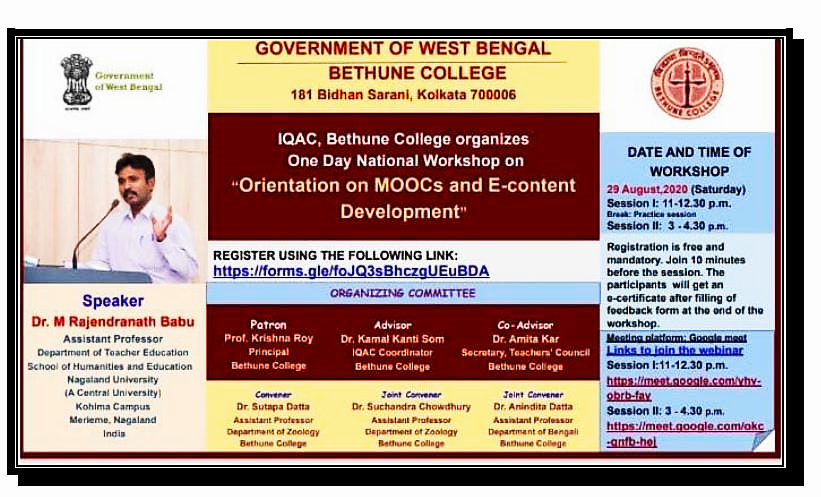 Government
of West Bengal
GOVERNMENT OF WEST BENGAL
BETHUNE COLLEGE
181 Bidhan Sarani, Kolkata 700006
IQAC, Bethune College organizes
One Day National Workshop on
“Orientation on MOOCs and E-content
Development”
REGISTER USING THE FOLLOWING LINK:
https://forms.gle/foJQ3sBhczgUEuBDA
Speaker
Dr. M Rajendranath Babu
Assistant Professor
Department of Teacher Education
School of Humanities and Education
Nagaland University
(A Central University)
Kohima Campus
Merieme, Nagaland
India
ORGANIZING COMMITTEE
Patron
Prof. Krishna Roy
Principal
Bethune College
Advisor
Dr. Kamal Kanti Som
IQAC Coordinator
Bethune College
Co-Advisor
Dr. Amita Kar
Secretary, Teachers' Council
Bethune College
Convener
Dr. Sutapa Datta
Assistant Professor
Department of Zoology
Bethune College
Joint Convener
Dr. Suchandra Chowdhury
Assistant Professor
Department of Zoology
Bethune College
Joint Convener
Dr. Anindita Datta
Assistant Professor
Department of Bengali
Bethune College
BETHUNE COLLEGE
DATE AND TIME OF
WORKSHOP
29 August,2020 (Saturday)
Session I: 11-12.30 p.m.
Break: Practice session
Session II: 3 - 4.30 p.m.
Registration is free and
mandatory. Join 10 minutes
before the session. The
participants will get an
e-certificate after filling of
feedback form at the end of the
workshop.
Meeting platform: Google meet
Links to join the webinar
Session I:11-12.30 p.m.
https://meet.google.com/yhv-
obrb-fay
Session II: 3 - 4.30 p.m.
https://meet.google.com/okc
-qnfb-hej